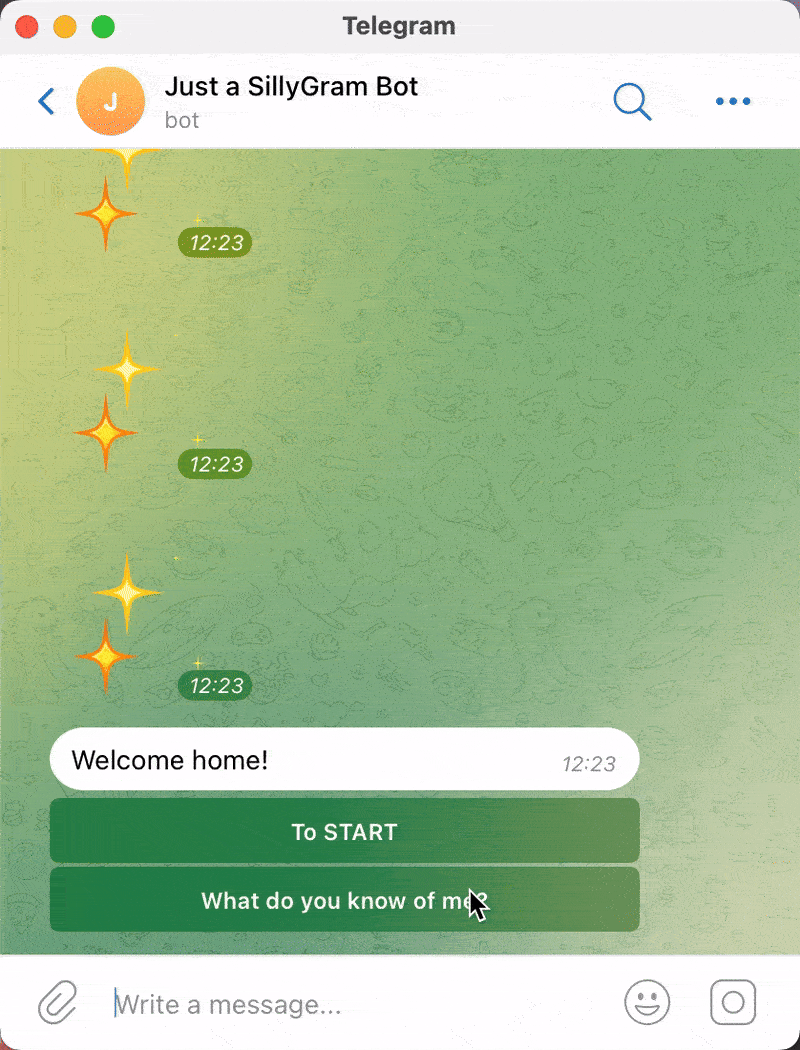 Telegram
J
Just a SillyGram Bot
bot
12:23
12:23
12:23
Welcome home!
12:23
To START
What do you know of me?
Write a message...